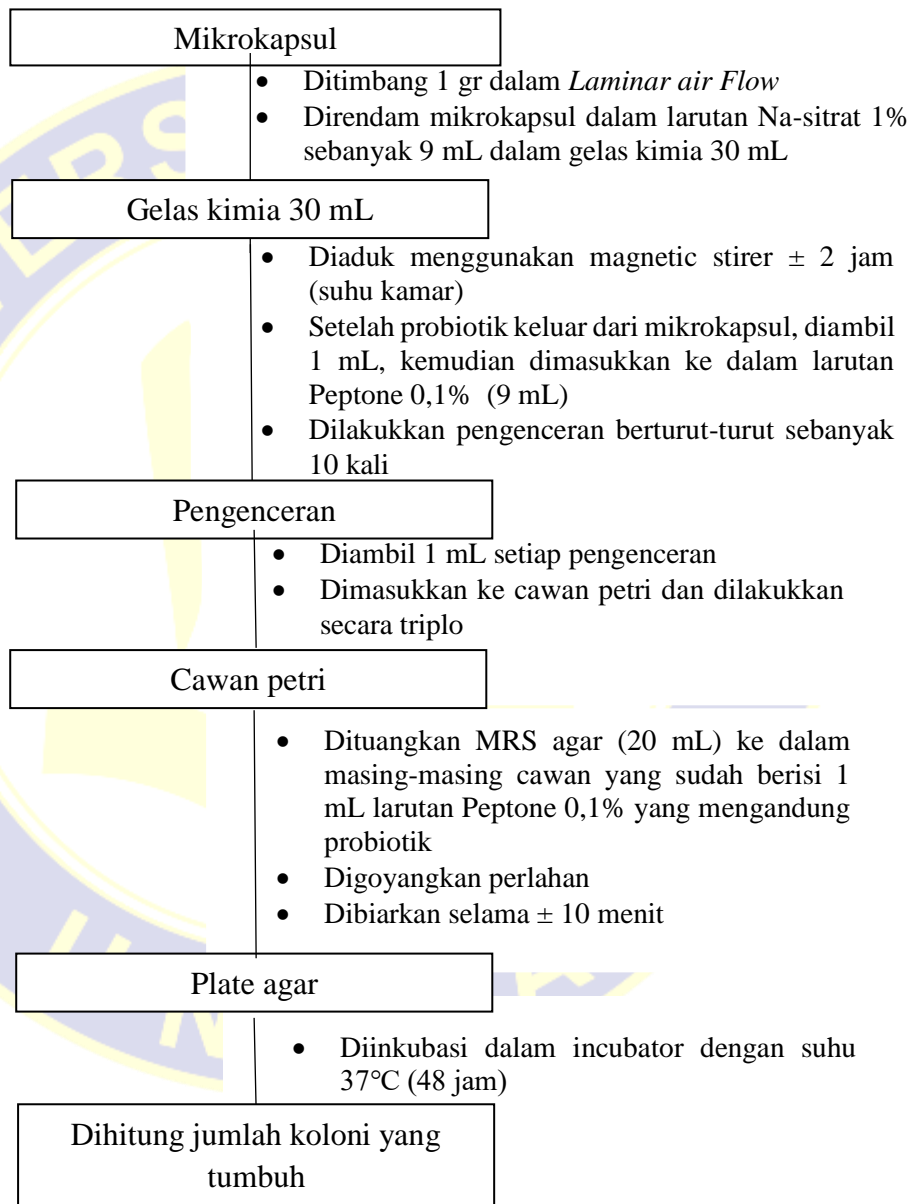 Mikrokapsul
• Ditimbang 1 gr dalam Laminar air Flow
• Direndam mikrokapsul dalam larutan Na-sitrat 1%
sebanyak 9 mL dalam gelas kimia 30 mL
Gelas kimia 30 mL
• Diaduk menggunakan magnetic stirer ± 2 jam
(suhu kamar)
• Setelah probiotik keluar dari mikrokapsul, diambil
1 mL, kemudian dimasukkan ke dalam larutan
Peptone 0,1% (9 mL)
• Dilakukkan pengenceran berturut-turut sebanyak
10 kali
Pengenceran
• Diambil 1 mL setiap pengenceran
• Dimasukkan ke cawan petri dan dilakukkan
secara triplo
Cawan petri
• Dituangkan MRS agar (20 mL) ke dalam
masing-masing cawan yang sudah berisi 1
mL larutan Peptone 0,1% yang mengandung
probiotik
• Digoyangkan perlahan
• Dibiarkan selama ± 10 menit
Plate agar
• Diinkubasi dalam incubator dengan suhu
37°C (48 jam)
Dihitung jumlah koloni yang
tumbuh